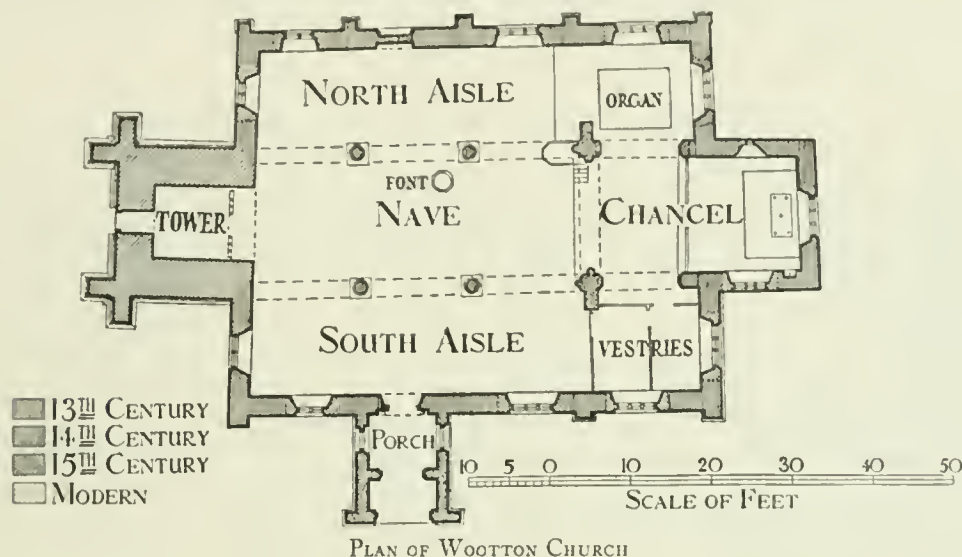 NORTH AISLE
ORGAN
FONT
TOWER
NAVE
CHANCEL
SOUTH AISLE
VESTRIES
PORCH
13TH CENTURY
14TH CENTURY
15TH CENTURY
MODERN
10 5 0 10 20 30 40 50
SCALE OF FEET
PLAN OF WOOTTON CHURCH